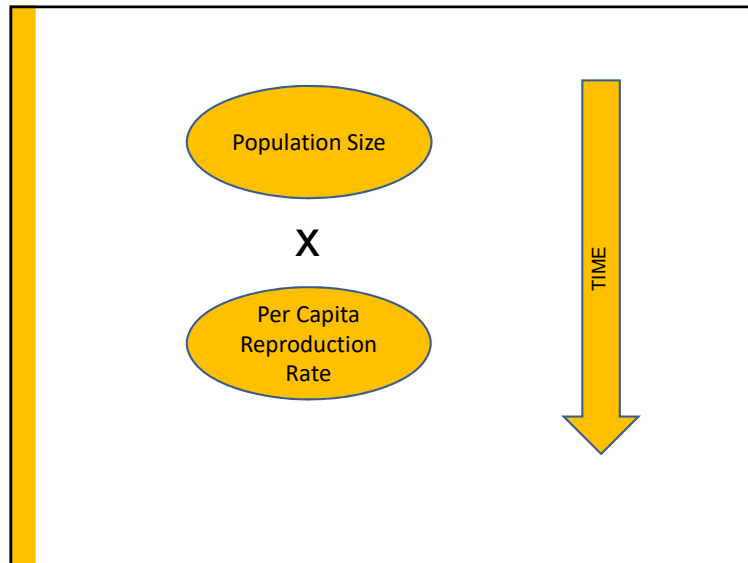 Population Size
X
Per Capita
Reproduction
Rate
TIME